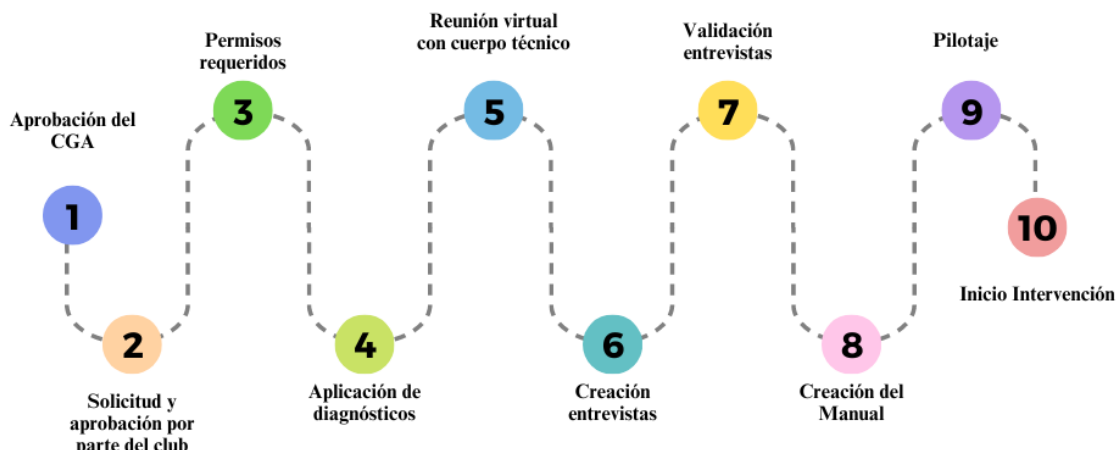 Aprobación del
CGA
1
2
Solicitud y
aprobación por
parte del club
Permisos
requeridos
3
4
Aplicación de
diagnósticos
Reunión virtual
con cuerpo técnico
5
6
Creación
entrevistas
Validación
entrevistas
7
8
Creación del
Manual
Pilotaje
9
10
Inicio Intervención